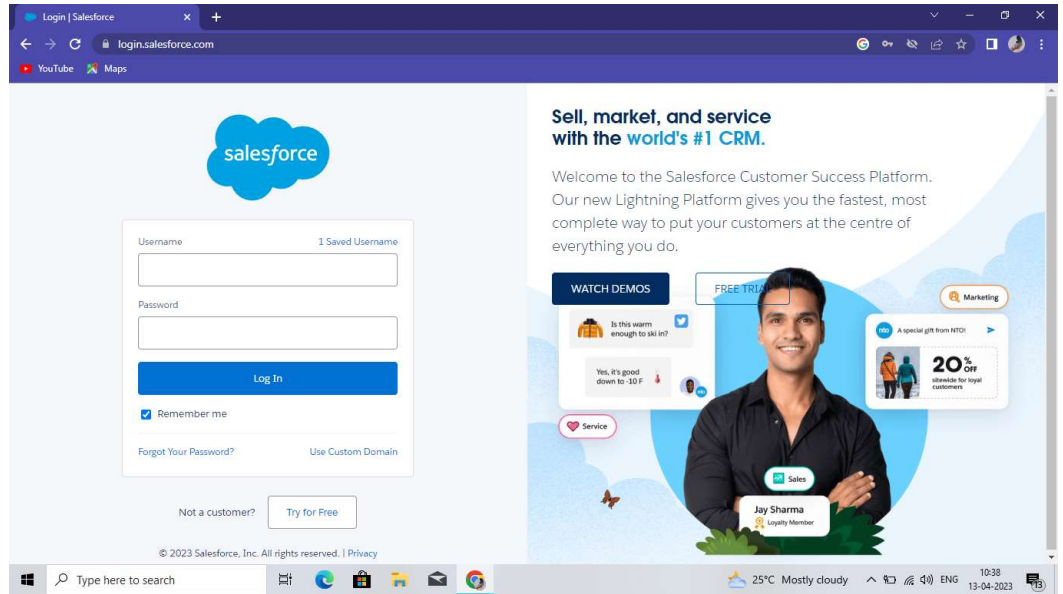 Login | Salesforce
login.salesforce.com
YouTube Maps
salesforce
Username 1 Saved Username
Password
Log In
Remember me
Forgot Your Password? Use Custom Domain
Not a customer? Try for Free
© 2023 Salesforce, Inc. All rights reserved. | Privacy
Sell, market, and service
with the world's #1 CRM.
Welcome to the Salesforce Customer Success Platform.
Our new Lightning Platform gives you the fastest, most
complete way to put your customers at the centre of
everything you do.
WATCH DEMOS FREE TRIAL
Is this warm
enough to ski in?
Yes, it's good
down to -10 F
nto
Service
Marketing
nto A special gift from NTO!
20% OFF
sitewide for loyal
customers
Sales
Jay Sharma
Loyalty Member
Type here to search
25°C Mostly cloudy ENG 10:38
13-04-2023
13